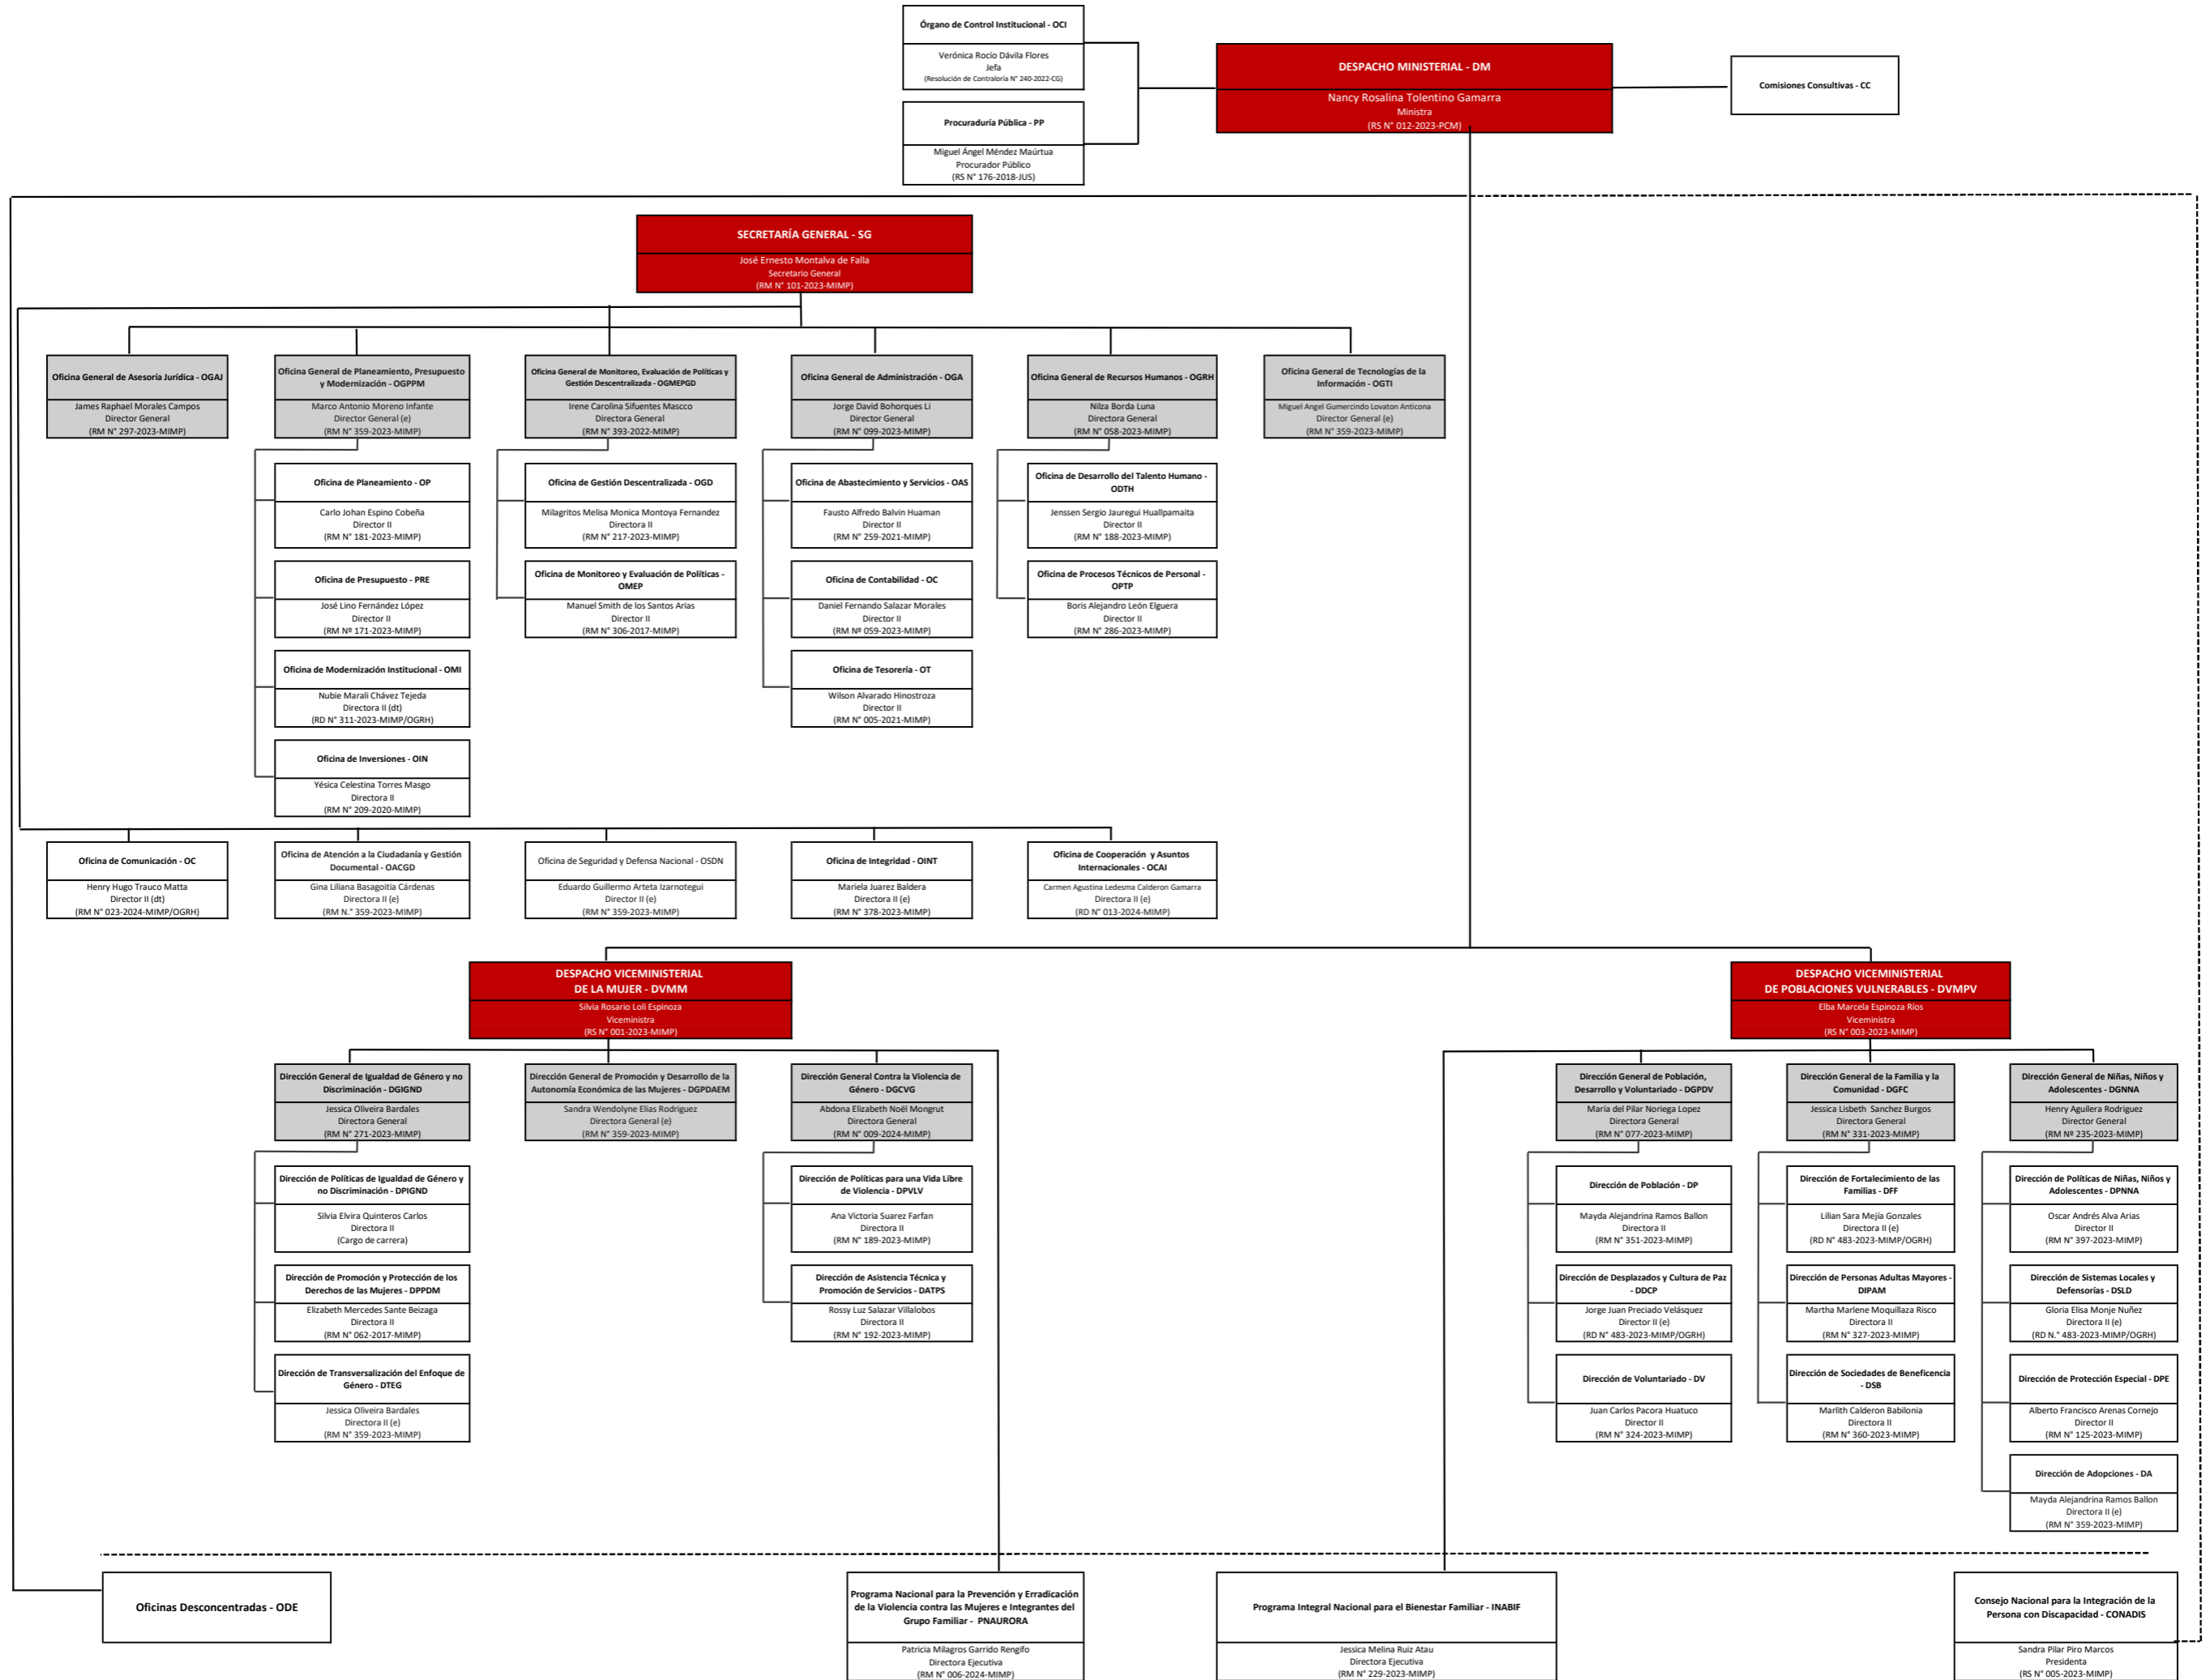 Órgano de Control Institucional - OCI
Verónica Rocío Dávila Flores
Jefa
(Resolución de Contraloría N° 240-2022-CG)
DESPACHO MINISTERIAL - DM
Nancy Rosalina Tolentino Gamarra
Ministra
(RS N° 012-2023-PCM)
Comisiones Consultivas - CC
Procuraduría Pública - PP
Miguel Ángel Méndez Maúrtua
Procurador Público
(RS N° 176-2018-JUS)
SECRETARÍA GENERAL - SG
José Ernesto Montalva de Falla
Secretario General
(RM N° 101-2023-MIMP)
Oficina General de Asesoría Jurídica - OGAJ
James Raphael Morales Campos
Director General
(RM N° 297-2023-MIMP)
Oficina General de Planeamiento, Presupuesto
y Modernización - OGPPM
Marco Antonio Moreno Infante
Director General (e)
(RM N° 359-2023-MIMP)
Oficina General de Monitoreo, Evaluación de Políticas y
Gestión Descentralizada - OGMEPGD
Irene Carolina Sifuentes Mascco
Directora General
(RM N° 393-2022-MIMP)
Oficina General de Administración - OGA
Jorge David Bohorques Li
Director General
(RM N° 099-2023-MIMP)
Oficina General de Recursos Humanos - OGRH
Nilza Borda Luna
Directora General
(RM N° 058-2023-MIMP)
Oficina General de Tecnologías de la
Información - OGTI
Miguel Angel Gumercindo Lovaton Anticona
Director General (e)
(RM N° 359-2023-MIMP)
Oficina de Planeamiento - OP
Carlo Johan Espino Cobeña
Director II
(RM N° 181-2023-MIMP)
Oficina de Gestión Descentralizada - OGD
Milagritos Melisa Monica Montoya Fernandez
Directora II
(RM N° 217-2023-MIMP)
Oficina de Abastecimiento y Servicios - OAS
Fausto Alfredo Balvin Huaman
Director II
(RM N° 259-2021-MIMP)
Oficina de Desarrollo del Talento Humano -
ODTH
Jenssen Sergio Jauregui Huallpamaita
Director II
(RM N° 188-2023-MIMP)
Oficina de Presupuesto - PRE
José Lino Fernández López
Director II
(RM Nº 171-2023-MIMP)
Oficina de Monitoreo y Evaluación de Políticas -
OMEP
Manuel Smith de los Santos Arias
Director II
(RM N° 306-2017-MIMP)
Oficina de Contabilidad - OC
Daniel Fernando Salazar Morales
Director II
(RM Nº 059-2023-MIMP)
Oficina de Procesos Técnicos de Personal -
OPTP
Boris Alejandro León Elguera
Director II
(RM N° 286-2023-MIMP)
Oficina de Modernización Institucional - OMI
Nubie Marali Chávez Tejeda
Directora II (dt)
(RD N° 311-2023-MIMP/OGRH)
Oficina de Tesorería - OT
Wilson Alvarado Hinostroza
Director II
(RM N° 005-2021-MIMP)
Oficina de Inversiones - OIN
Yésica Celestina Torres Masgo
Directora II
(RM N° 209-2020-MIMP)
Oficina de Comunicación - OC
Henry Hugo Trauco Matta
Director II (dt)
(RM N° 023-2024-MIMP/OGRH)
Oficina de Atención a la Ciudadanía y Gestión
Documental - OACGD
Gina Liliana Basagoitia Cárdenas
Directora II (e)
(RM N.° 359-2023-MIMP)
Oficina de Seguridad y Defensa Nacional - OSDN
Eduardo Guillermo Arteta Izarnotegui
Director II (e)
(RM N° 359-2023-MIMP)
Oficina de Integridad - OINT
Mariela Juarez Baldera
Directora II (e)
(RM N° 378-2023-MIMP)
Oficina de Cooperación  y Asuntos
Internacionales - OCAI
Carmen Agustina Ledesma Calderon Gamarra
Directora II (e)
(RD N° 013-2024-MIMP)
DESPACHO VICEMINISTERIAL
DE LA MUJER - DVMM
Silvia Rosario Loli Espinoza
Viceministra
(RS N° 001-2023-MIMP)
DESPACHO VICEMINISTERIAL
DE POBLACIONES VULNERABLES - DVMPV
Elba Marcela Espinoza Ríos
Viceministra
(RS N° 003-2023-MIMP)
Dirección General de Igualdad de Género y no
Discriminación - DGIGND
Jessica Oliveira Bardales
Directora General
(RM N° 271-2023-MIMP)
Dirección General de Promoción y Desarrollo de la
Autonomía Económica de las Mujeres - DGPDAEM
Sandra Wendolyne Elias Rodriguez
Directora General (e)
(RM N° 359-2023-MIMP)
Dirección General Contra la Violencia de
Género - DGCVG
Abdona Elizabeth Noël Mongrut
Directora General
(RM N° 009-2024-MIMP)
Dirección General de Población,
Desarrollo y Voluntariado - DGPDV
María del Pilar Noriega Lopez
Directora General
(RM N° 077-2023-MIMP)
Dirección General de la Familia y la
Comunidad - DGFC
Jessica Lisbeth  Sanchez Burgos
Directora General
(RM N° 331-2023-MIMP)
Dirección General de Niñas, Niños y
Adolescentes - DGNNA
Henry Aguilera Rodriguez
Director General
(RM Nº 235-2023-MIMP)
Dirección de Políticas de Igualdad de Género y
no Discriminación - DPIGND
Silvia Elvira Quinteros Carlos
Directora II
(Cargo de carrera)
Dirección de Políticas para una Vida Libre
de Violencia - DPVLV
Ana Victoria Suarez Farfan
Directora II
(RM N° 189-2023-MIMP)
Dirección de Población - DP
Mayda Alejandrina Ramos Ballon
Directora II
(RM N° 351-2023-MIMP)
Dirección de Fortalecimiento de las
Familias - DFF
Lilian Sara Mejía Gonzales
Directora II (e)
(RD N° 483-2023-MIMP/OGRH)
Dirección de Políticas de Niñas, Niños y
Adolescentes - DPNNA
Oscar Andrés Alva Arias
Director II
(RM N° 397-2023-MIMP)
Dirección de Promoción y Protección de los
Derechos de las Mujeres - DPPDM
Elizabeth Mercedes Sante Beizaga
Directora II
(RM N° 062-2017-MIMP)
Dirección de Asistencia Técnica y
Promoción de Servicios - DATPS
Rossy Luz Salazar Villalobos
Directora II
(RM N° 192-2023-MIMP)
Dirección de Desplazados y Cultura de Paz
- DDCP
Jorge Juan Preciado Velásquez
Director II (e)
(RD N° 483-2023-MIMP/OGRH)
Dirección de Personas Adultas Mayores -
DIPAM
Martha Marlene Moquillaza Risco
Directora II
(RM N° 327-2023-MIMP)
Dirección de Sistemas Locales y
Defensorías - DSLD
Gloria Elisa Monje Nuñez
Directora II (e)
(RD N.° 483-2023-MIMP/OGRH)
Dirección de Transversalización del Enfoque de
Género - DTEG
Jessica Oliveira Bardales
Directora II (e)
(RM N° 359-2023-MIMP)
Dirección de Voluntariado - DV
Juan Carlos Pacora Huatuco
Director II
(RM N° 324-2023-MIMP)
Dirección de Sociedades de Beneficencia
- DSB
Marlith Calderon Babilonia
Directora II
(RM N° 360-2023-MIMP)
Dirección de Protección Especial - DPE
Alberto Francisco Arenas Cornejo
Director II
(RM N° 125-2023-MIMP)
Dirección de Adopciones - DA
Mayda Alejandrina Ramos Ballon
Directora II (e)
(RM N° 359-2023-MIMP)
Oficinas Desconcentradas - ODE
Programa Nacional para la Prevención y Erradicación
de la Violencia contra las Mujeres e Integrantes del
Grupo Familiar -  PNAURORA
Patricia Milagros Garrido Rengifo
Directora Ejecutiva
(RM N° 006-2024-MIMP)
Programa Integral Nacional para el Bienestar Familiar - INABIF
Jessica Melina Ruiz Atau
Directora Ejecutiva
(RM N° 229-2023-MIMP)
Consejo Nacional para la Integración de la
Persona con Discapacidad - CONADIS
Sandra Pilar Piro Marcos
Presidenta
(RS N° 005-2023-MIMP)